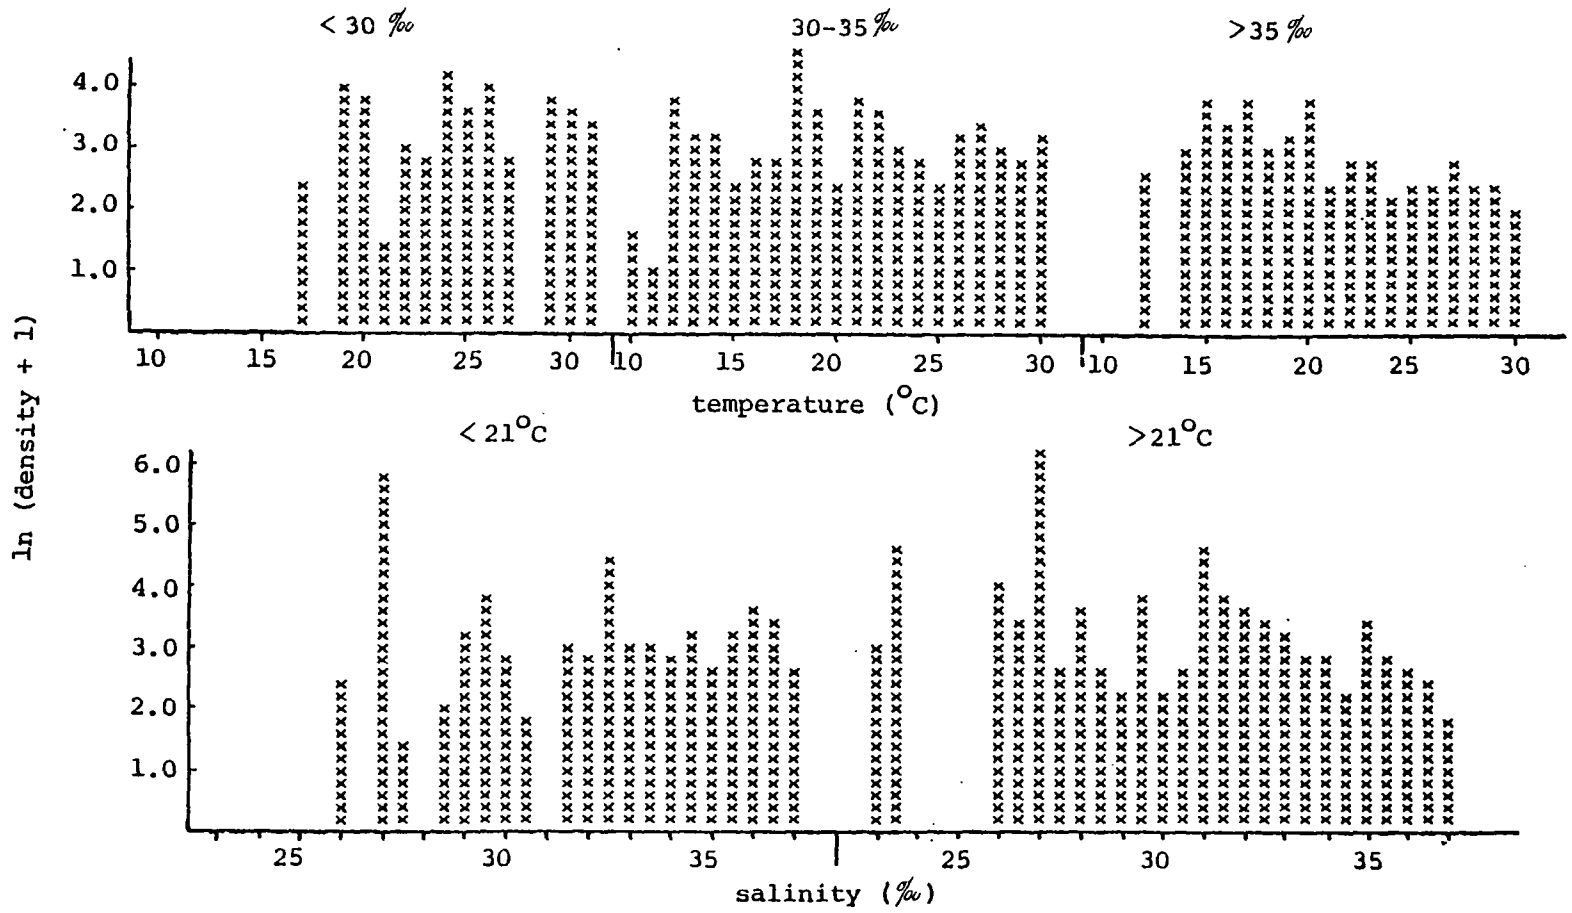 < 30 ‰ 30-35‰ >35‰
4.0
3.0
2.0
1.0
10 15 20 25 30 10 15 20 25 30 10 15 20 25 30
temperature (°C)
ln (density + 1)
< 21°C >21°C
6.0
5.0
4.0
3.0
2.0
1.0
25 30 35 25 30 35
salinity (‰)